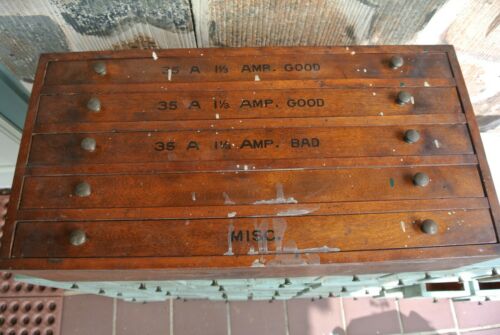 35 A 1½ AMP. GOOD
35 A 1½ AMP. GOOD
35 A 1½ AMP. BAD
MISC.